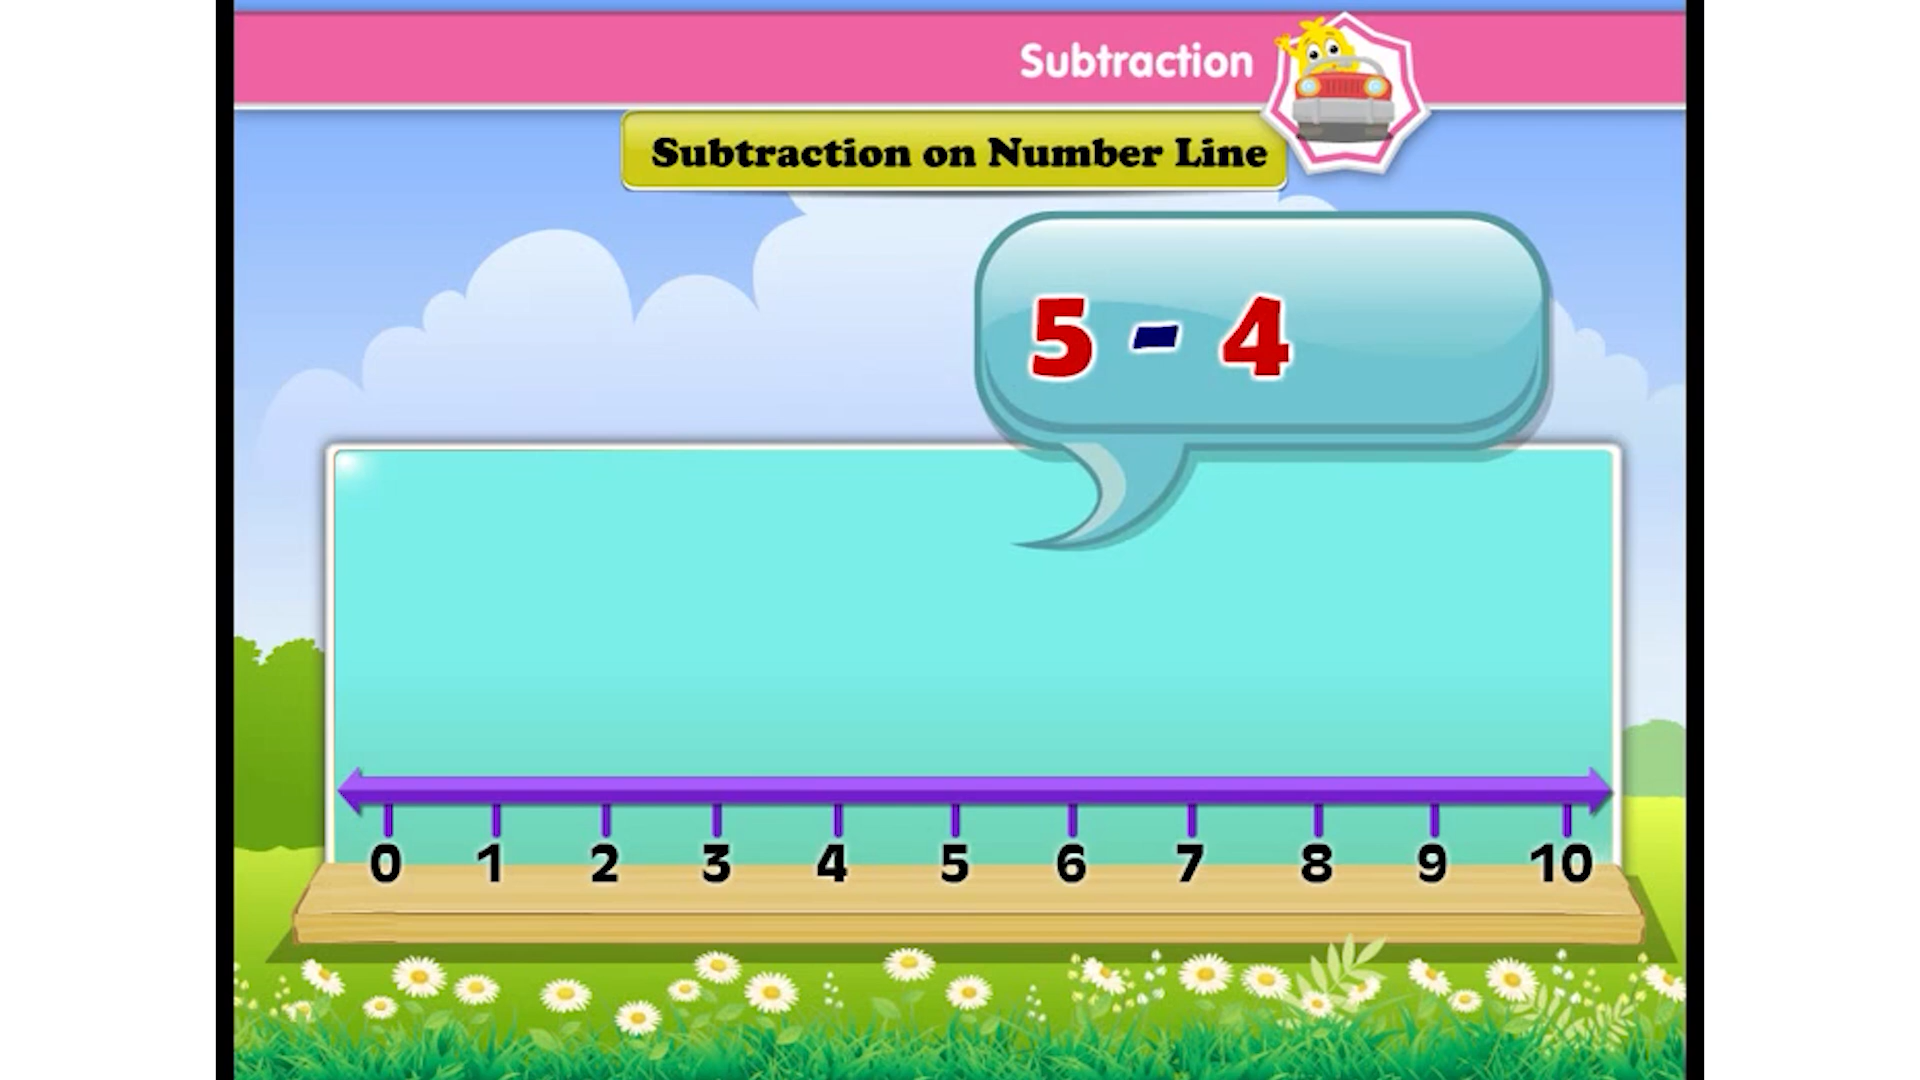 Subtraction
Subtraction on Number Line
5 - 4
0 1 2 3 4 5 6 7 8 9 10